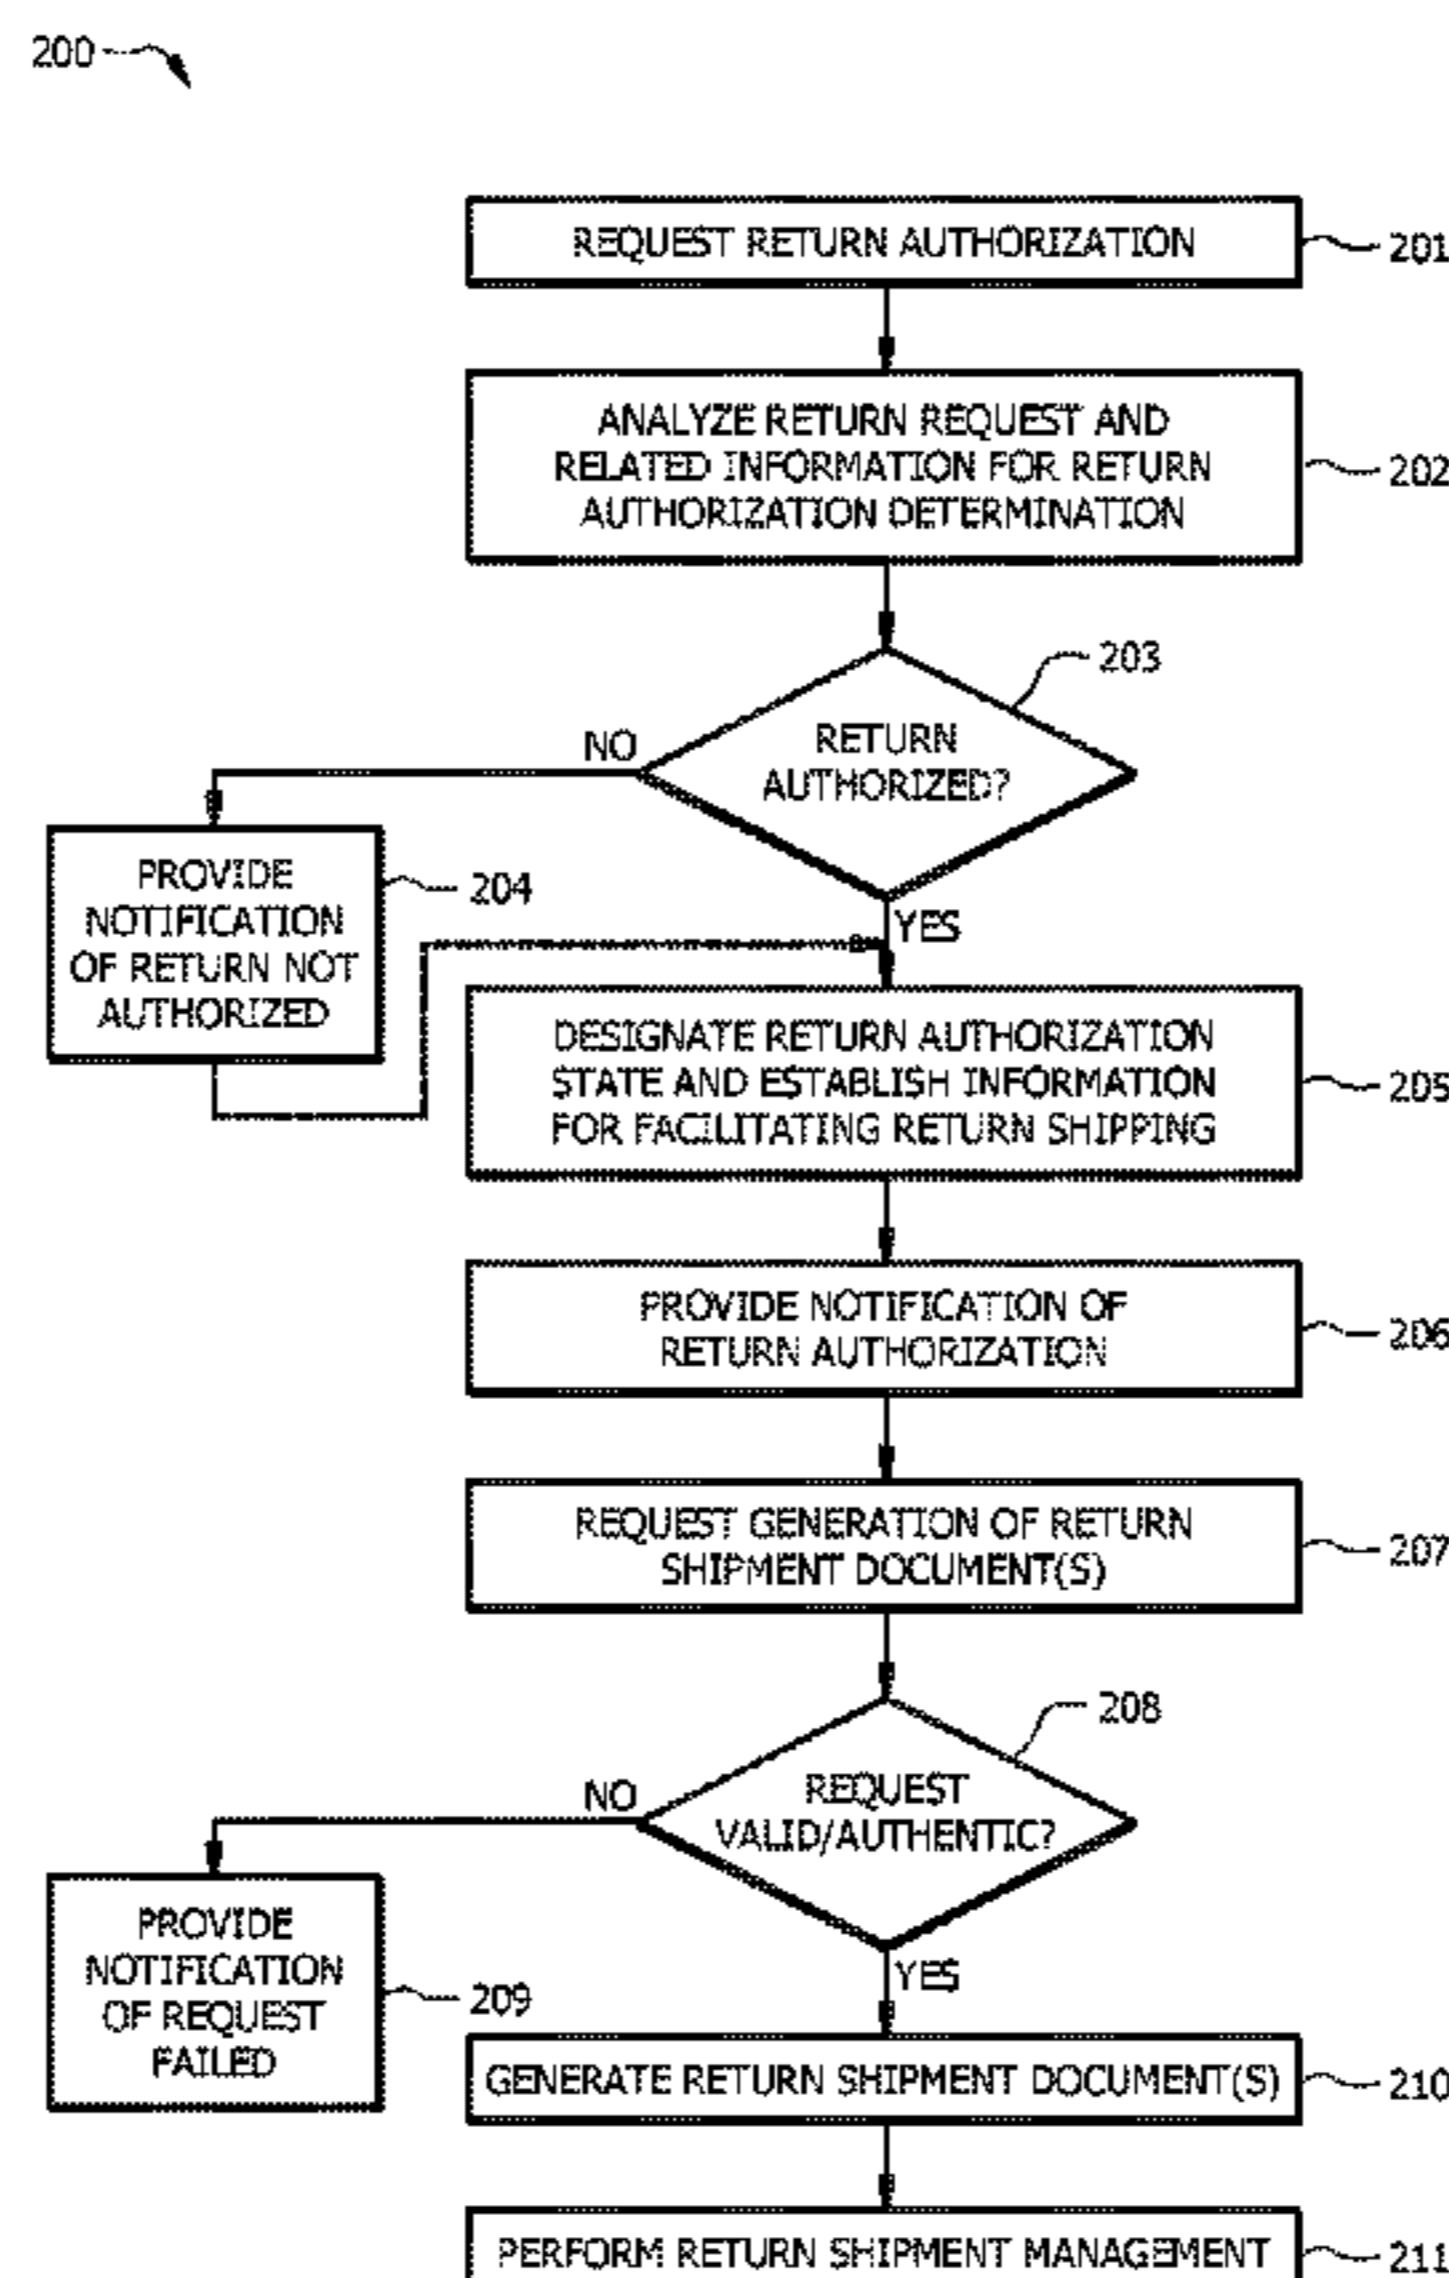 200
REQUEST RETURN AUTHORIZATION
201
ANALYZE RETURN REQUEST AND
RELATED INFORMATION FOR RETURN
AUTHORIZATION DETERMINATION
202
203
RETURN
AUTHORIZED?
NO
YES
PROVIDE
NOTIFICATION
OF RETURN NOT
AUTHORIZED
204
DESIGNATE RETURN AUTHORIZATION
STATE AND ESTABLISH INFORMATION
FOR FACILITATING RETURN SHIPPING
205
PROVIDE NOTIFICATION OF
RETURN AUTHORIZATION
206
REQUEST GENERATION OF RETURN
SHIPMENT DOCUMENT(S)
207
208
REQUEST
VALID/AUTHENTIC?
NO
YES
PROVIDE
NOTIFICATION
OF REQUEST
FAILED
209
GENERATE RETURN SHIPMENT DOCUMENT(S)
210
PERFORM RETURN SHIPMENT MANAGEMENT
211